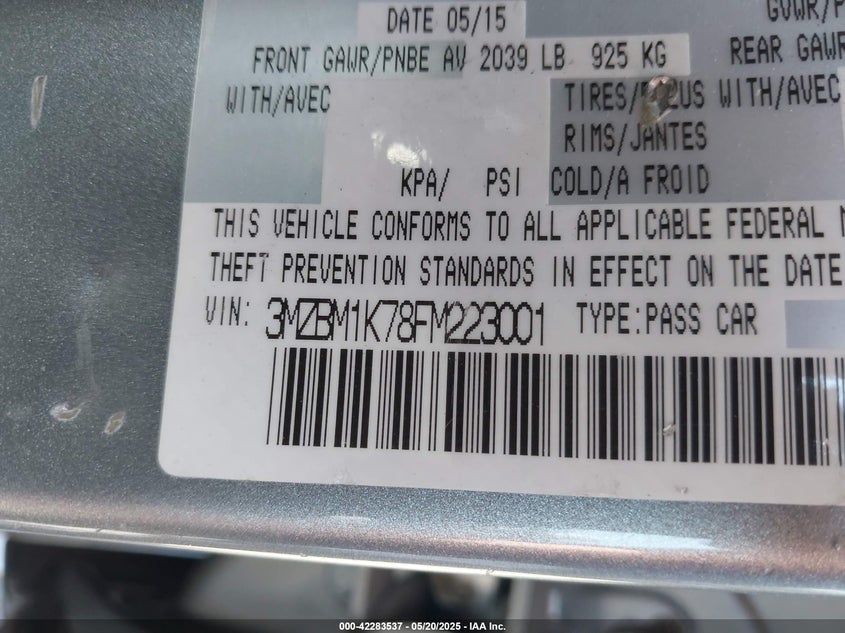 DATE 05/15
GVWR/P
FRONT GAWR/PNBE AV 2039 LB 925 KG REAR GAWR
WITH/AVEC TIRES/ WITH/AVEC
RIMS/JANTES
KPA/ PSI COLD/A FROID
THIS VEHICLE CONFORMS TO ALL APPLICABLE FEDERAL M
THEFT PREVENTION STANDARDS IN EFFECT ON THE DATE
VIN: 3MZBM1K78FM223001 TYPE:PASS CAR
000-42283537 - 05/20/2025 - IAA Inc.